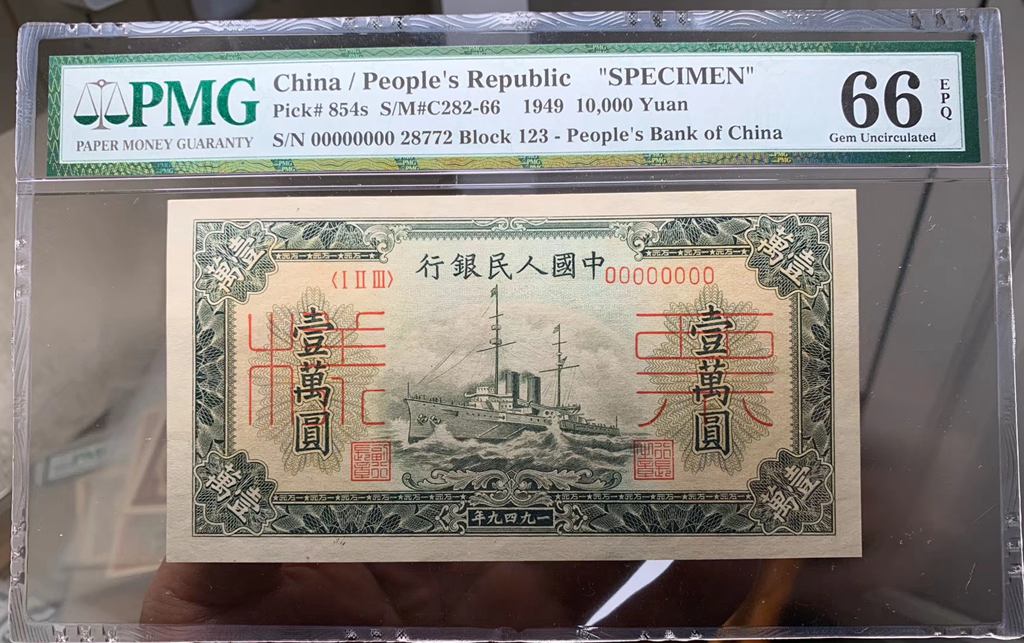 PMG
PAPER MONEY GUARANTY
China / People's Republic "SPECIMEN"
Pick# 854s S/M#C282-66 1949 10,000 Yuan
S/N 00000000 28772 Block 123 - People's Bank of China
66
EPQ
Gem Uncirculated
行銀民人國中
〈I II III〉
00000000
壹萬
萬壹
樣
票
壹萬圓
壹萬圓
萬壹
壹萬
年九四九一